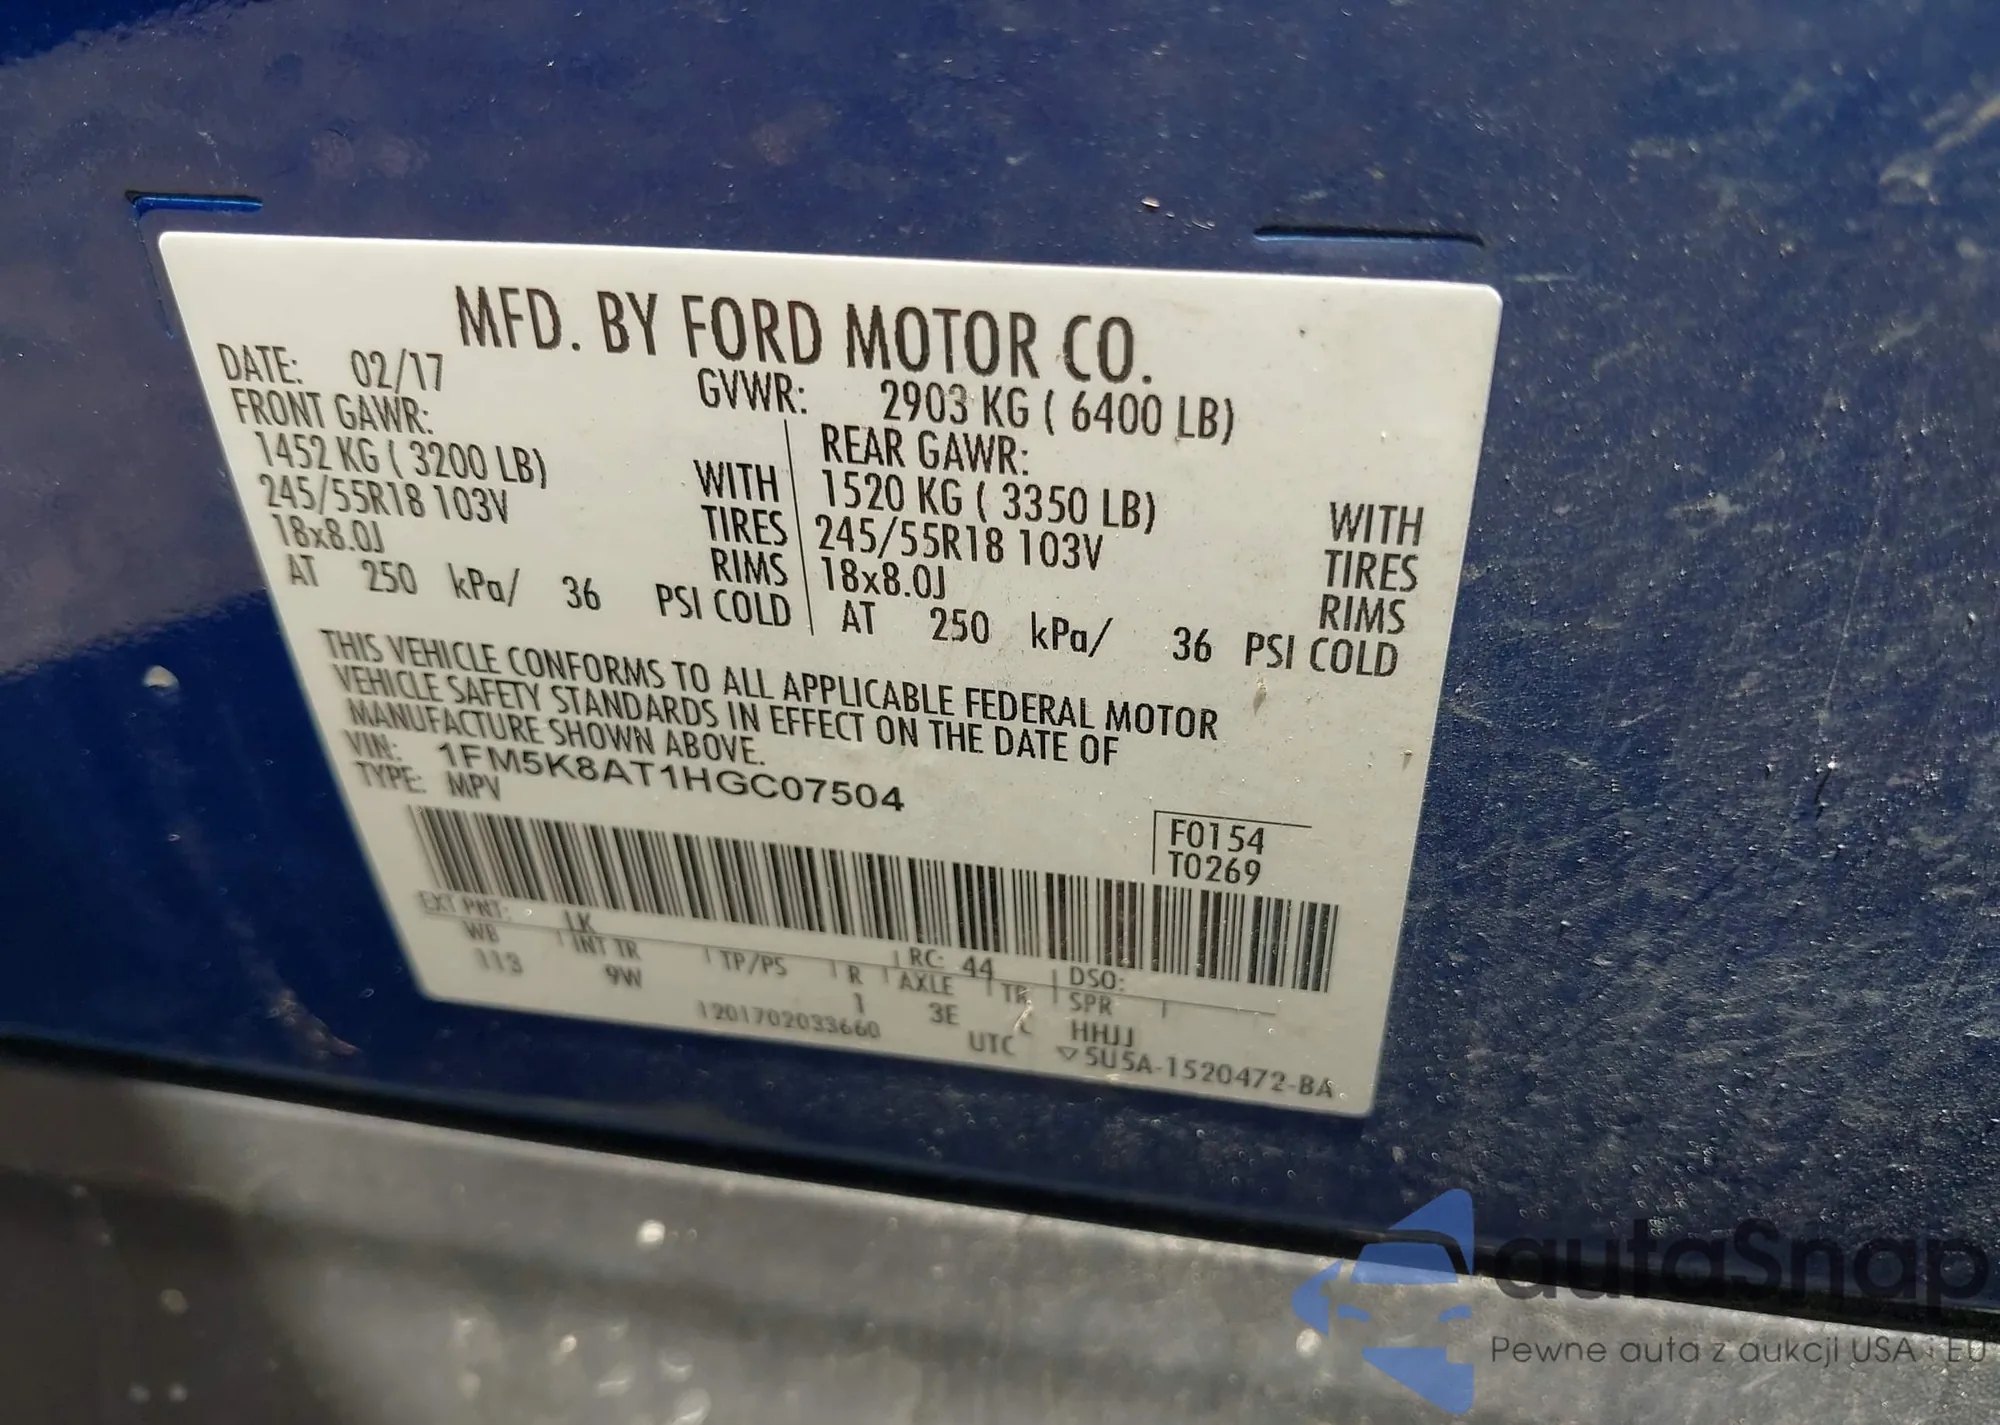 MFD. BY FORD MOTOR CO.
DATE: 02/17 GVWR: 2903 KG ( 6400 LB)
FRONT GAWR: REAR GAWR:
1452 KG ( 3200 LB) WITH 1520 KG ( 3350 LB) WITH
245/55R18 103V TIRES 245/55R18 103V TIRES
18x8.0J RIMS 18x8.0J RIMS
AT 250 kPa/ 36 PSI COLD AT 250 kPa/ 36 PSI COLD
THIS VEHICLE CONFORMS TO ALL APPLICABLE FEDERAL MOTOR
VEHICLE SAFETY STANDARDS IN EFFECT ON THE DATE OF
MANUFACTURE SHOWN ABOVE.
VIN: 1FM5K8AT1HGC07504
TYPE: MPV
F0154
T0269
EXT PNT: LK RC: 44 DSO:
WB INT TR TP/PS R AXLE TR SPR
113 9W 1 3E HHJJ
1201702033660 UTC ▽5U5A-1520472-BA
autaSnap
Pewne auta z aukcji USA i EU